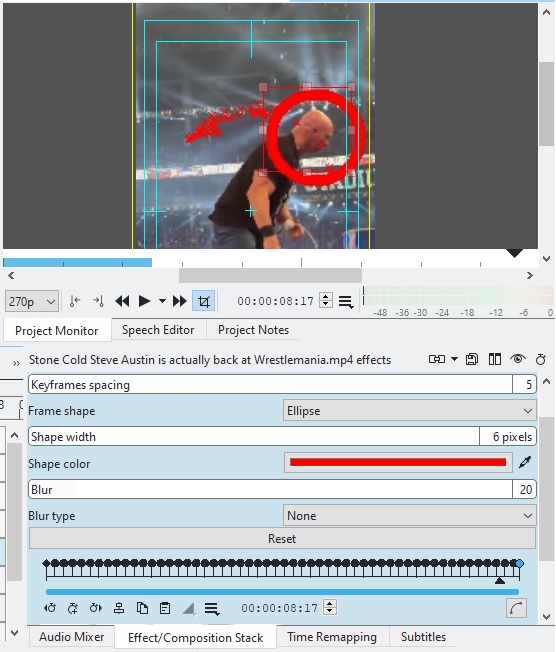 STADIU
270p
00:00:08:17
-48 -36 -30 -24 -18 -12 -6 0
Project Monitor Speech Editor Project Notes
Stone Cold Steve Austin is actually back at Wrestlemania.mp4 effects
Keyframes spacing 5
Frame shape Ellipse
Shape width 6 pixels
Shape color
Blur 20
Blur type None
Reset
00:00:08:17
Audio Mixer Effect/Composition Stack Time Remapping Subtitles